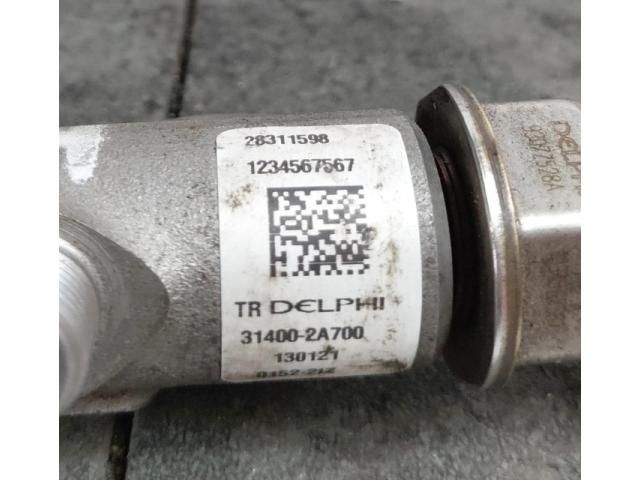 28311598
1234567567
TR DELPHI
31400-2A700
130121
DELPHI